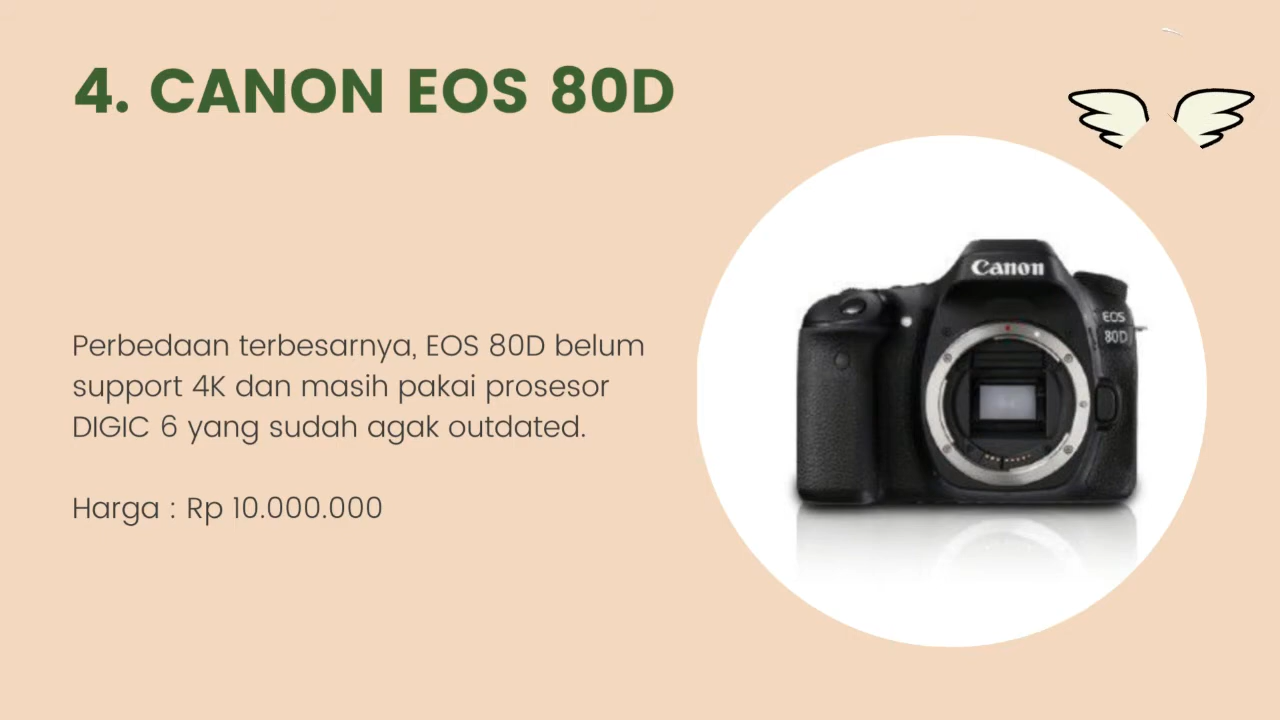 4. CANON EOS 80D
Perbedaan terbesarnya, EOS 80D belum
support 4K dan masih pakai prosesor
DIGIC 6 yang sudah agak outdated.
Harga : Rp 10.000.000
Canon
EOS
80D